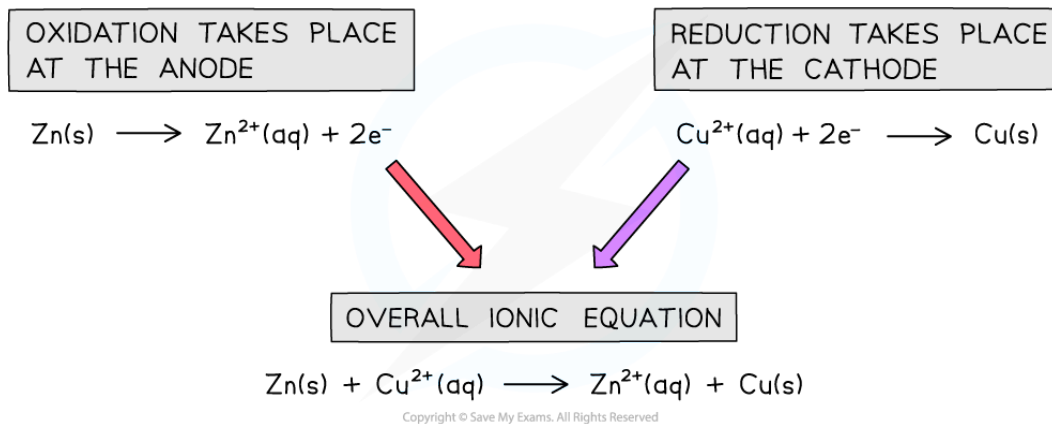 OXIDATION TAKES PLACE
AT THE ANODE
Zn(s) ⟶ Zn²⁺(aq) + 2e⁻
REDUCTION TAKES PLACE
AT THE CATHODE
Cu²⁺(aq) + 2e⁻ ⟶ Cu(s)
OVERALL IONIC EQUATION
Zn(s) + Cu²⁺(aq) ⟶ Zn²⁺(aq) + Cu(s)
Copyright © Save My Exams. All Rights Reserved